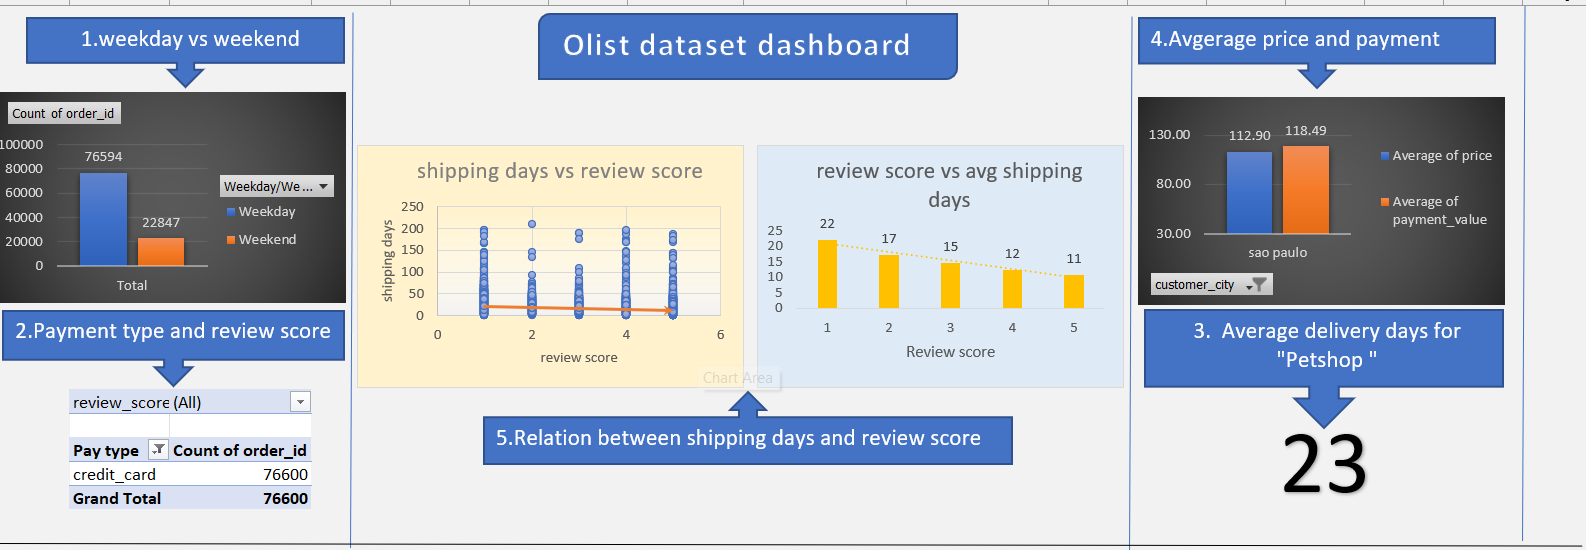 1.weekday vs weekend
Count of order_id
100000
80000
60000
40000
20000
0
76594
22847
Total
Weekday/We...
Weekday
Weekend
2.Payment type and review score
review_score (All)
Pay type Count of order_id
credit_card 76600
Grand Total 76600
Olist dataset dashboard
shipping days vs review score
shipping days
250
200
150
100
50
0
0 2 4 6
review score
review score vs avg shipping
days
25
20
15
10
5
0
22 17 15 12 11
1 2 3 4 5
Review score
Chart Area
5.Relation between shipping days and review score
4.Avgerage price and payment
130.00
80.00
30.00
112.90 118.49
sao paulo
Average of price
Average of
payment_value
customer_city
3. Average delivery days for
"Petshop "
23